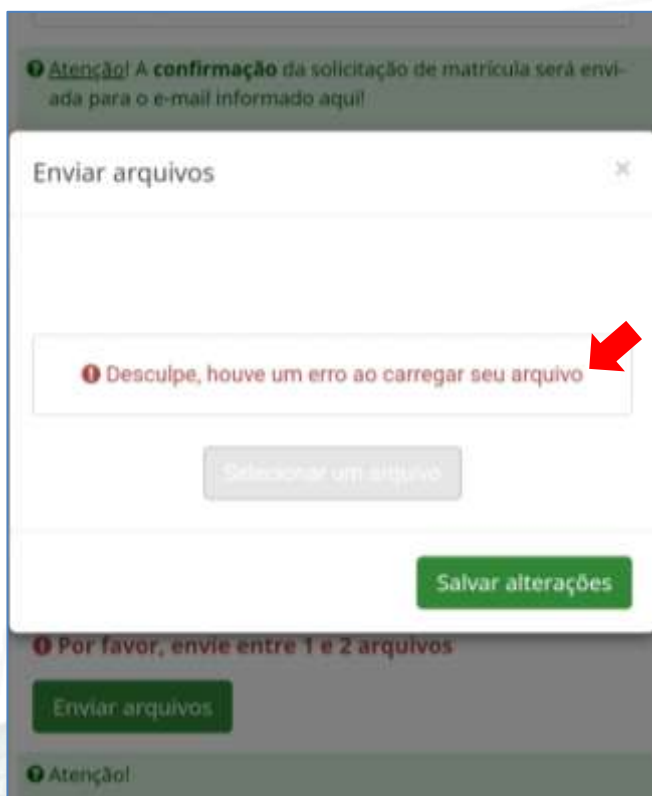 Atenção! A confirmação da solicitação de matrícula será envi-
ada para o e-mail informado aqui!
Enviar arquivos
×
Desculpe, houve um erro ao carregar seu arquivo
Selecionar um arquivo
Salvar alterações
Por favor, envie entre 1 e 2 arquivos
Enviar arquivos
Atenção!